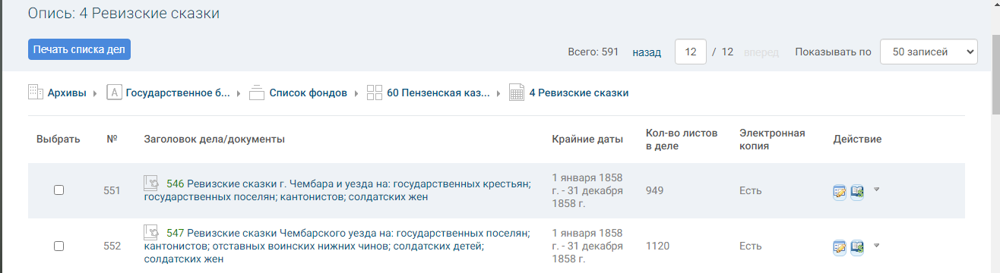 Опись: 4 Ревизские сказки
Печать списка дел
Всего: 591 назад 12 / 12 вперед Показывать по 50 записей
Архивы Государственное б... Список фондов 60 Пензенская каз... 4 Ревизские сказки
Выбрать № Заголовок дела/документы Крайние даты Кол-во листов в деле Электронная копия Действие
551 546 Ревизские сказки г. Чембара и уезда на: государственных крестьян;
государственных поселян; кантонистов; солдатских жен
1 января 1858
г. - 31 декабря
1858 г.
949
Есть
552 547 Ревизские сказки Чембарского уезда на: государственных поселян;
кантонистов; отставных воинских нижних чинов; солдатских детей;
солдатских жен
1 января 1858
г. - 31 декабря
1858 г.
1120
Есть